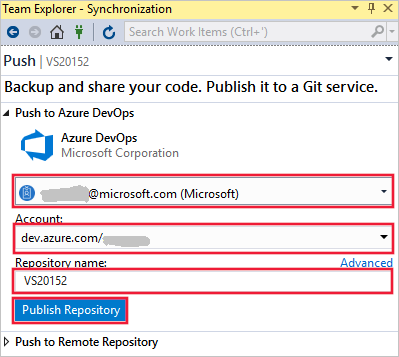 Team Explorer - Synchronization
Search Work Items (Ctrl+')
Push | VS20152
Backup and share your code. Publish it to a Git service.
Push to Azure DevOps
Azure DevOps
Microsoft Corporation
@microsoft.com (Microsoft)
Account:
dev.azure.com/
Repository name: Advanced
VS20152
Publish Repository
Push to Remote Repository